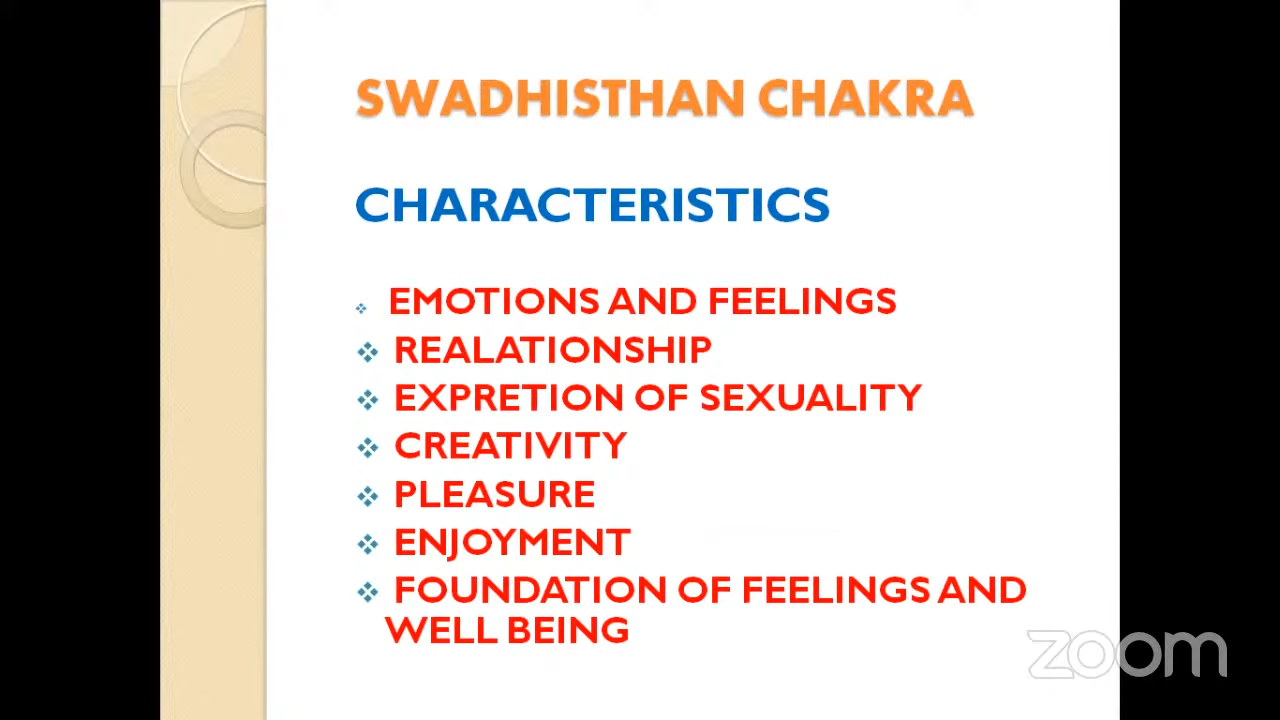 SWADHISTHAN CHAKRA
CHARACTERISTICS
EMOTIONS AND FEELINGS
REALATIONSHIP
EXPRETION OF SEXUALITY
CREATIVITY
PLEASURE
ENJOYMENT
FOUNDATION OF FEELINGS AND
WELL BEING
zoom